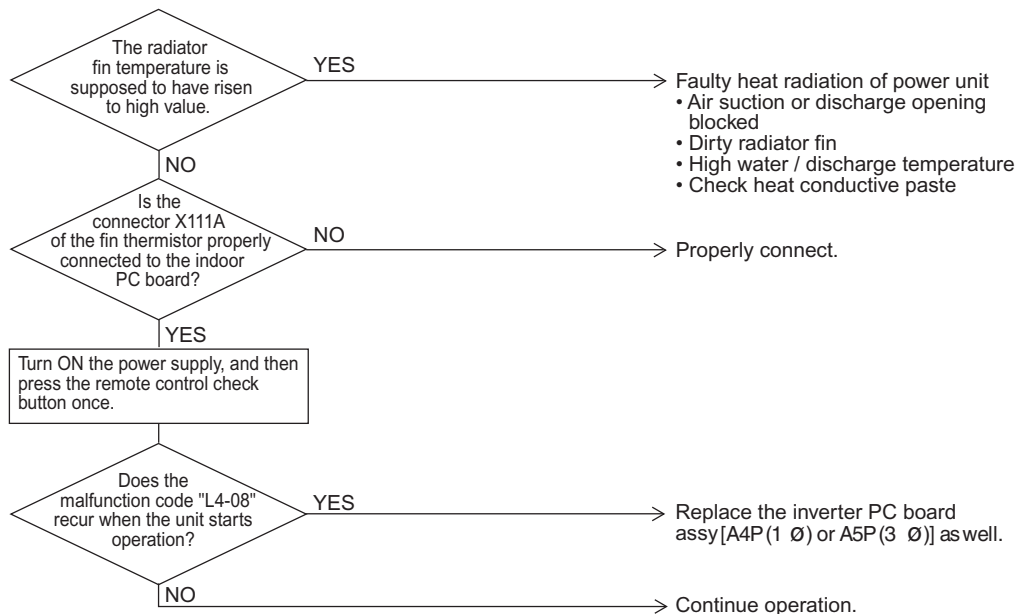 The radiator
fin temperature is
supposed to have risen
to high value.
YES
Faulty heat radiation of power unit
• Air suction or discharge opening
blocked
• Dirty radiator fin
• High water / discharge temperature
• Check heat conductive paste
NO
Is the
connector X111A
of the fin thermistor properly
connected to the indoor
PC board?
NO
Properly connect.
YES
Turn ON the power supply, and then
press the remote control check
button once.
Does the
malfunction code "L4-08"
recur when the unit starts
operation?
YES
Replace the inverter PC board
assy[A4P(1 Ø) or A5P(3 Ø)] as well.
NO
Continue operation.